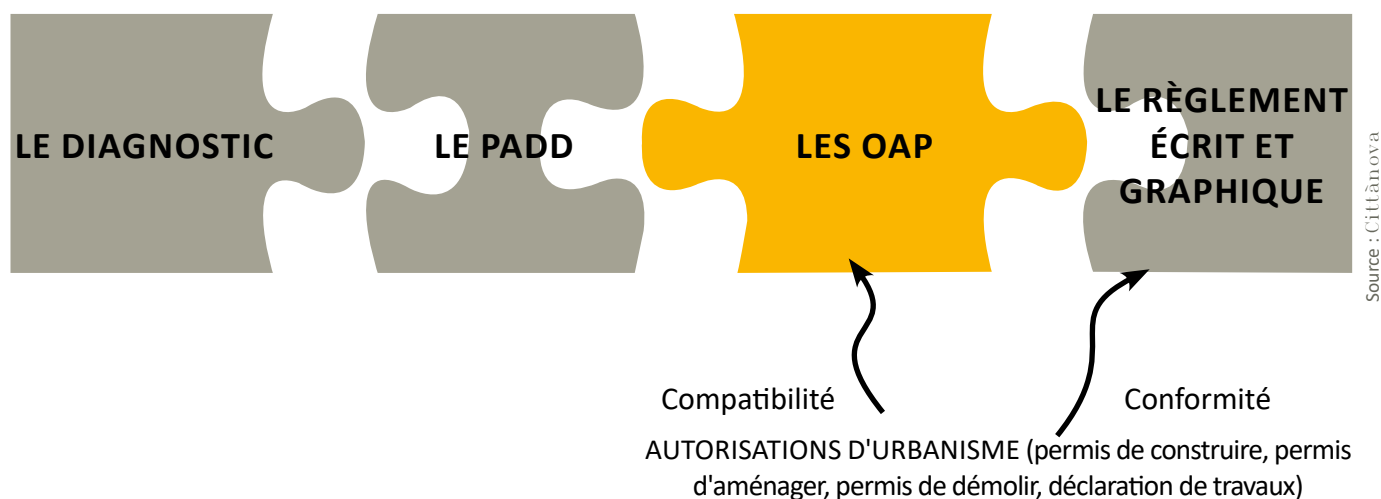 LE DIAGNOSTIC
LE PADD
LES OAP
LE RÈGLEMENT
ÉCRIT ET
GRAPHIQUE
Source : Cittànova
Compatibilité
Conformité
AUTORISATIONS D'URBANISME (permis de construire, permis
d'aménager, permis de démolir, déclaration de travaux)